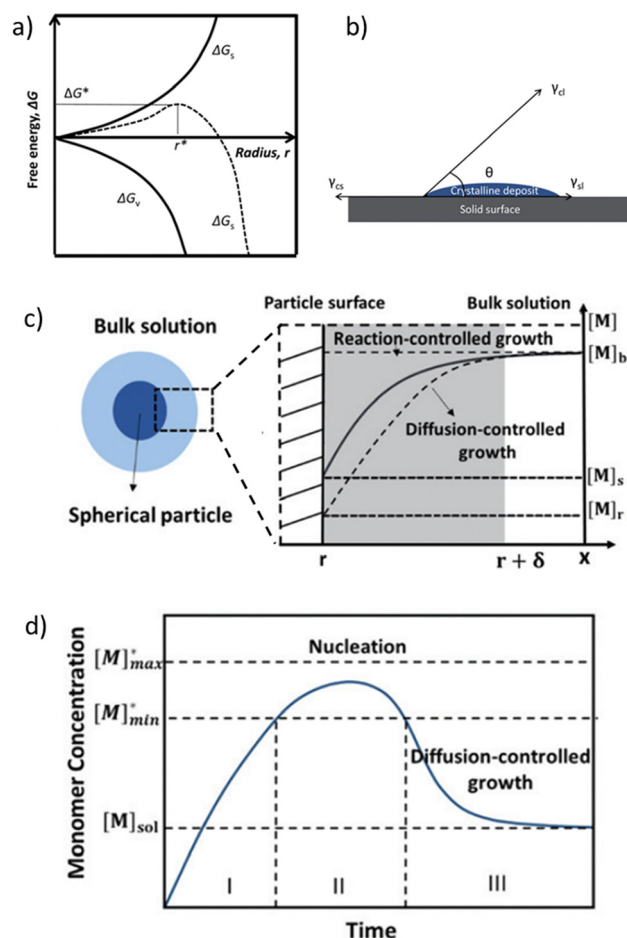 a)
Free energy, ΔG
ΔG*
ΔGs
r*
Radius, r
ΔGv
ΔGs
b)
γcl
γcs
θ
γsl
Crystalline deposit
Solid surface
c)
Bulk solution
Spherical particle
Particle surface
Bulk solution
[M]
Reaction-controlled growth
[M]b
Diffusion-controlled
growth
[M]s
[M]r
r
r + δ
x
d)
Monomer Concentration
[M]*max
Nucleation
[M]*min
Diffusion-controlled
growth
[M]sol
I
II
III
Time